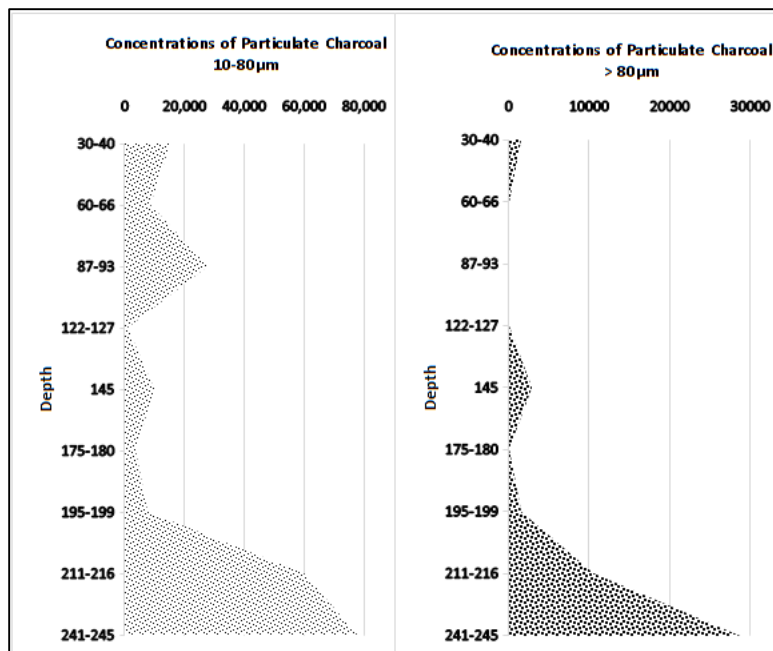 Concentrations of Particulate Charcoal
10-80µm
0 20,000 40,000 60,000 80,000
30-40
60-66
87-93
122-127
145
175-180
195-199
211-216
241-245
Depth
Concentrations of Particulate Charcoal
> 80µm
0 10000 20000 30000
30-40
60-66
87-93
122-127
145
175-180
195-199
211-216
241-245
Depth